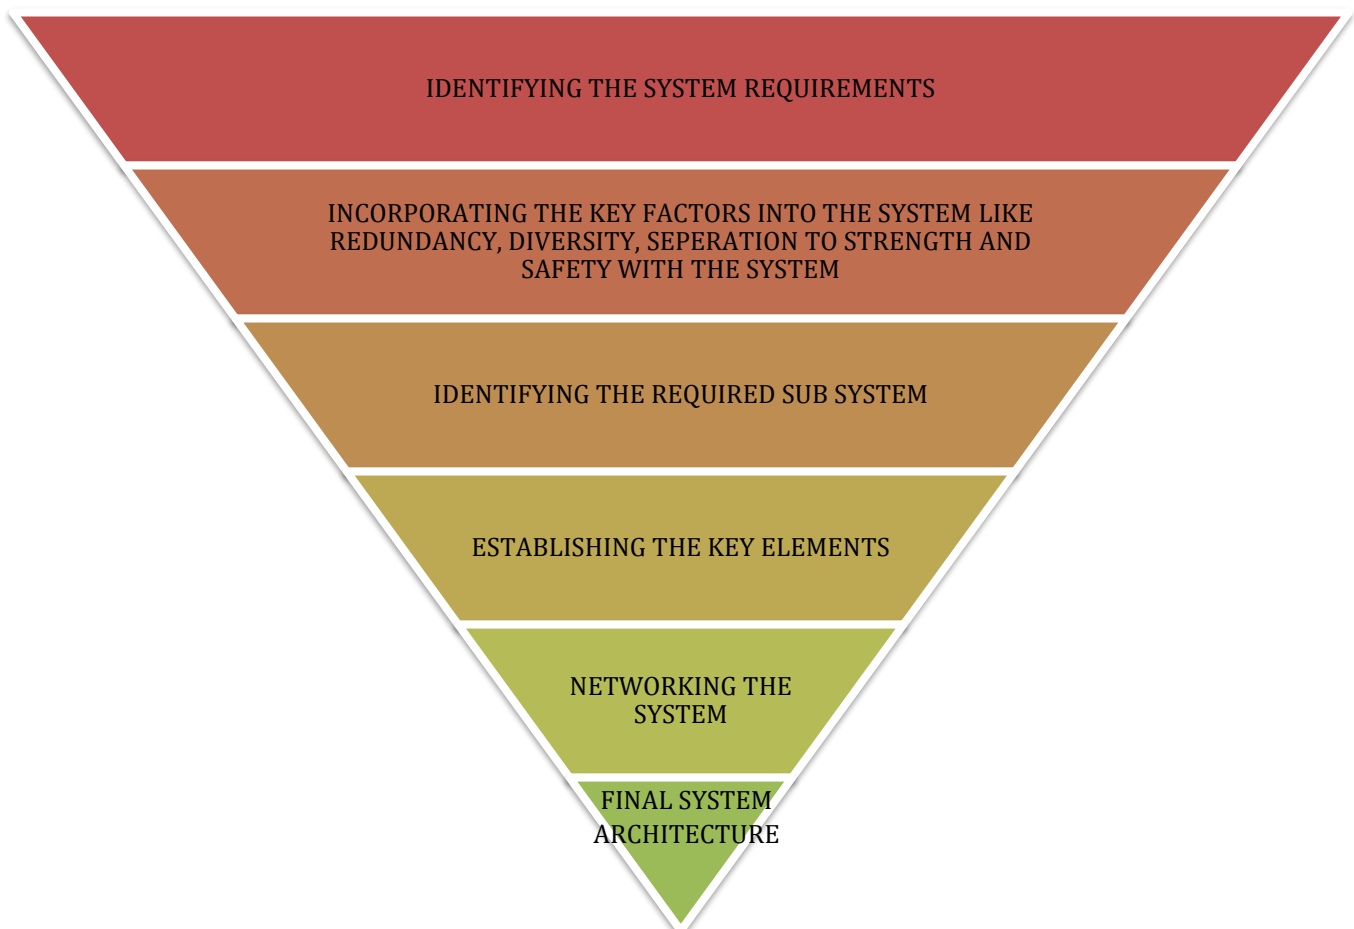 IDENTIFYING THE SYSTEM REQUIREMENTS
INCORPORATING THE KEY FACTORS INTO THE SYSTEM LIKE
REDUNDANCY, DIVERSITY, SEPERATION TO STRENGTH AND
SAFETY WITH THE SYSTEM
IDENTIFYING THE REQUIRED SUB SYSTEM
ESTABLISHING THE KEY ELEMENTS
NETWORKING THE
SYSTEM
FINAL SYSTEM
ARCHITECTURE